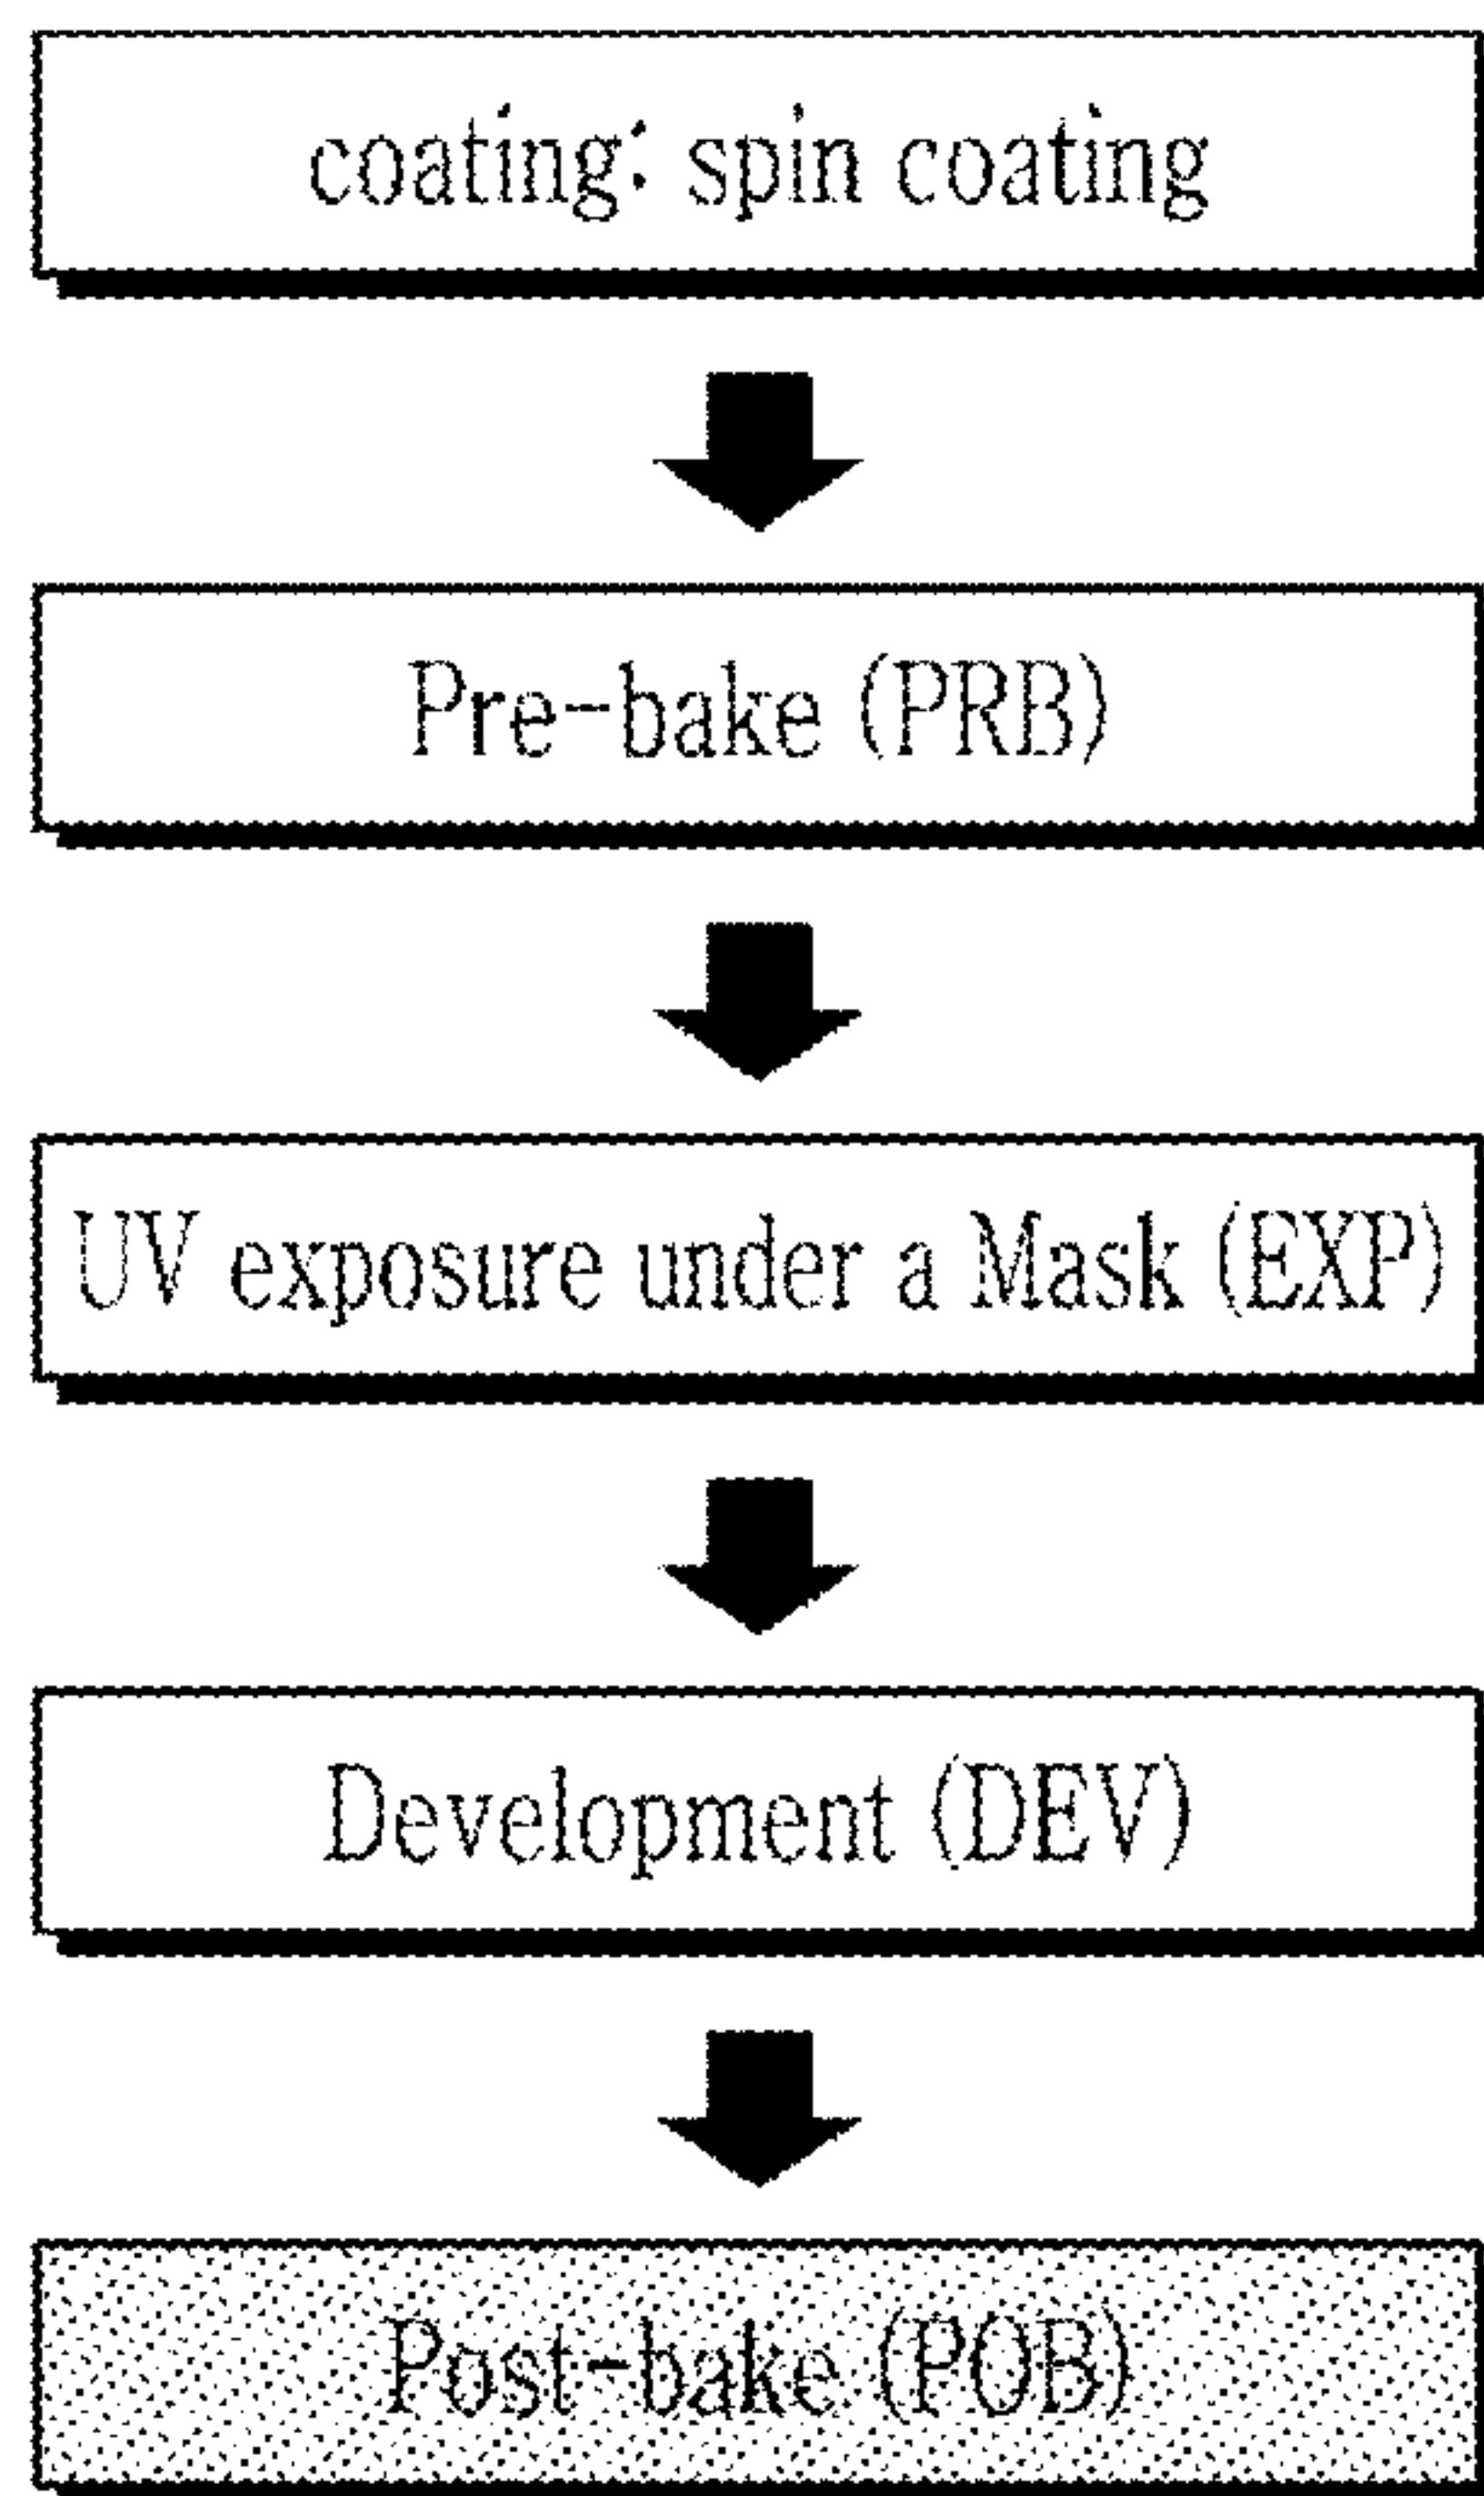 coating: spin coating
Pre-bake (PRB)
UV exposure under a Mask (EXP)
Development (DEV)
Post-bake (POB)